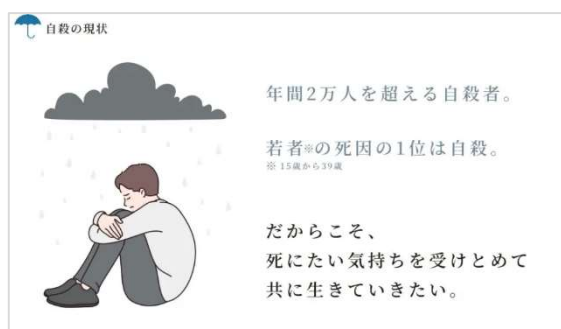 自殺の現状
年間2万人を超える自殺者。
若者※の死因の1位は自殺。
※ 15歳から39歳
だからこそ、
死にたい気持ちを受けとめて
共に生きていきたい。